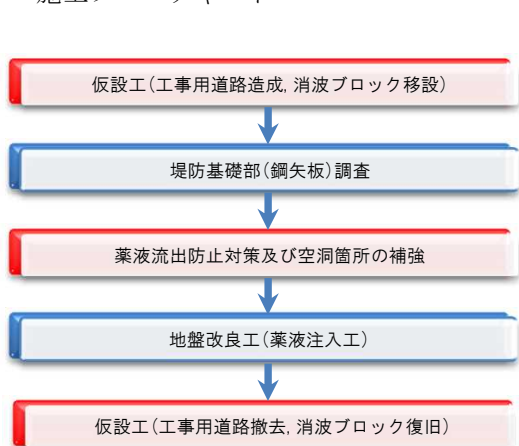 仮設工(工事用道路造成, 消波ブロック移設)
堤防基礎部(鋼矢板)調査
薬液流出防止対策及び空洞箇所の補強
地盤改良工(薬液注入工)
仮設工(工事用道路撤去, 消波ブロック復旧)